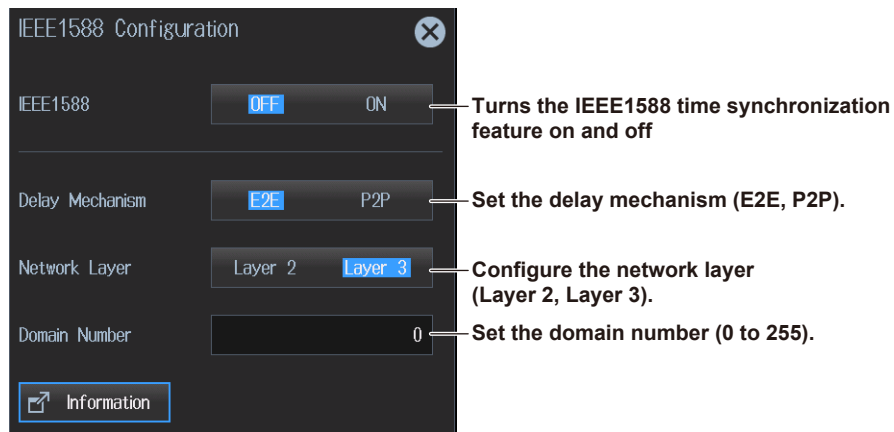 IEEE1588 Configuration
IEEE1588 OFF ON
Turns the IEEE1588 time synchronization
feature on and off
Delay Mechanism E2E P2P
Set the delay mechanism (E2E, P2P).
Network Layer Layer 2 Layer 3
Configure the network layer
(Layer 2, Layer 3).
Domain Number 0
Set the domain number (0 to 255).
Information